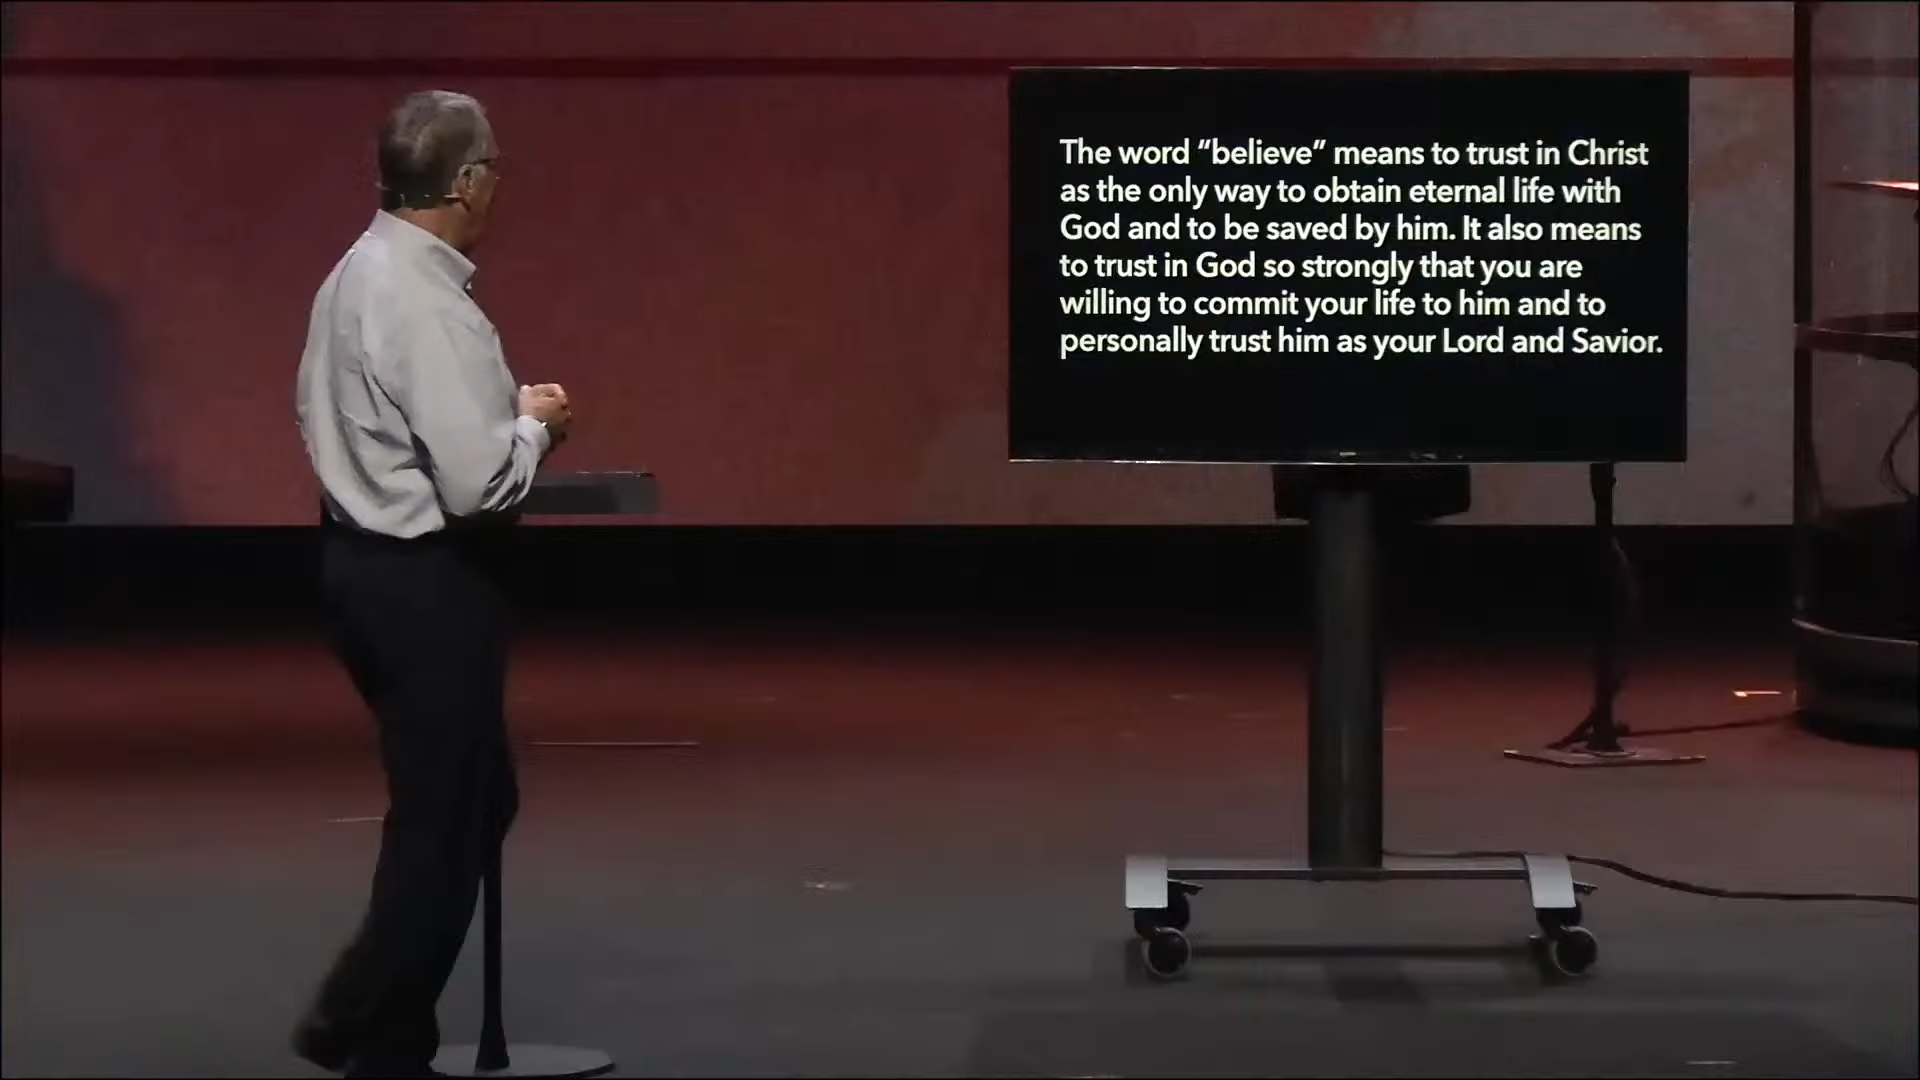 The word “believe” means to trust in Christ
as the only way to obtain eternal life with
God and to be saved by him. It also means
to trust in God so strongly that you are
willing to commit your life to him and to
personally trust him as your Lord and Savior.